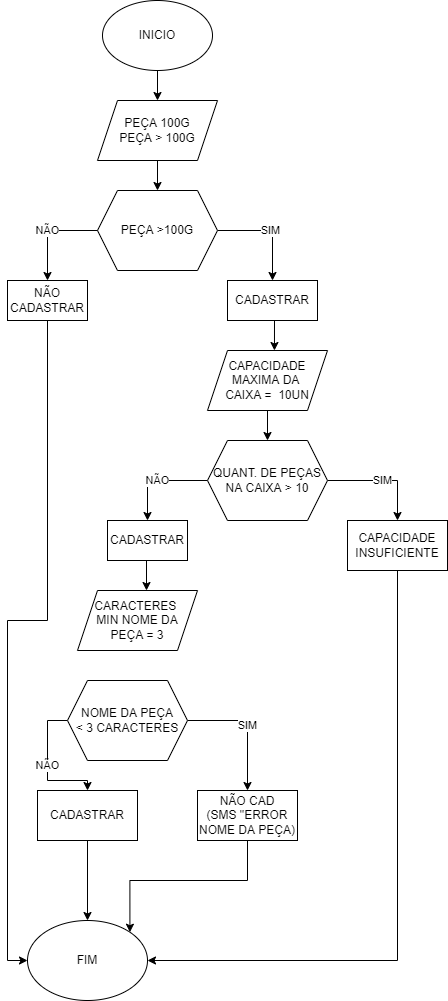 INICIO
PEÇA 100G
PEÇA > 100G
PEÇA >100G
NÃO
SIM
NÃO
CADASTRAR
CADASTRAR
CAPACIDADE
MAXIMA DA
CAIXA = 10UN
QUANT. DE PEÇAS
NA CAIXA > 10
NÃO
SIM
CADASTRAR
CAPACIDADE
INSUFICIENTE
CARACTERES
MIN NOME DA
PEÇA = 3
NOME DA PEÇA
< 3 CARACTERES
SIM
NÃO
CADASTRAR
NÃO CAD
(SMS "ERROR
NOME DA PEÇA)
FIM